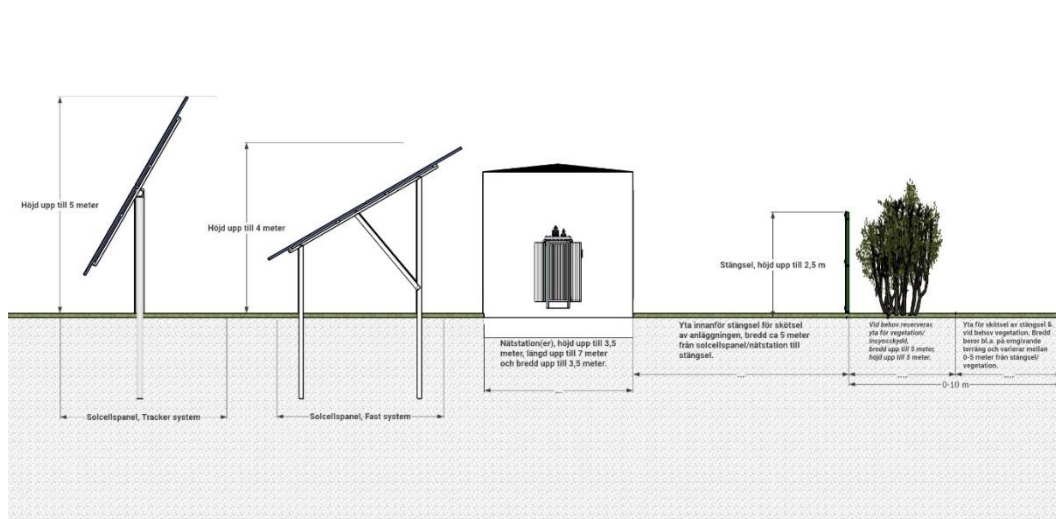 Höjd upp till 5 meter
Höjd upp till 4 meter
Stängsel, höjd upp till 2,5 m
Solcellspanel, Tracker system
Solcellspanel, Fast system
Nätstation(er), höjd upp till 3,5
meter, längd upp till 7 meter
och bredd upp till 3,5 meter.
Yta innanför stängsel för skötsel
av anläggningen, bredd ca 5 meter
från solcellspanel/nätstation till
stängsel.
Vid behov reserveras
yta för vegetation/
insynsskydd,
bredd upp till 5 meter,
höjd upp till 5 meter.
Yta för skötsel av stängsel &
vid behov vegetation. Bredd
beror bl.a. på omgivande
terräng och varierar mellan
0-5 meter från stängsel/
vegetation.
0-10 m